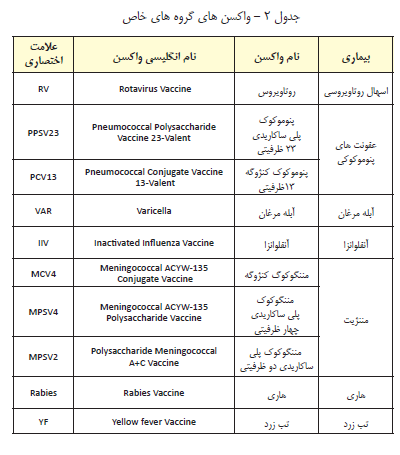 جدول ۲ – واکسن های گروه های خاص
بیماری
نام واکسن
نام انگلیسی واکسن
علامت
اختصاری
اسهال روتاویروسی
روتاویروس
Rotavirus Vaccine
RV
عفونت های
پنوموکوکی
پنوموکوک
پلی ساکاریدی
۲۳ ظرفیتی
Pneumococcal Polysaccharide
Vaccine 23-Valent
PPSV23
پنوموکوک کنژوگه
۱۳ظرفیتی
Pneumococcal Conjugate Vaccine
13-Valent
PCV13
آبله مرغان
آبله مرغان
Varicella
VAR
آنفلوانزا
آنفلوانزا
Inactivated Influenza Vaccine
IIV
مننژیت
مننگوکوگ کنژوگه
Meningococcal ACYW-135
Conjugate Vaccine
MCV4
مننگوکوک
پلی ساکاریدی
چهار ظرفیتی
Meningococcal ACYW-135
Polysaccharide Vaccine
MPSV4
مننگوکوک پلی
ساکاریدی دو ظرفیتی
Polysaccharide Meningococcal
A+C Vaccine
MPSV2
هاری
هاری
Rabies Vaccine
Rabies
تب زرد
تب زرد
Yellow fever Vaccine
YF